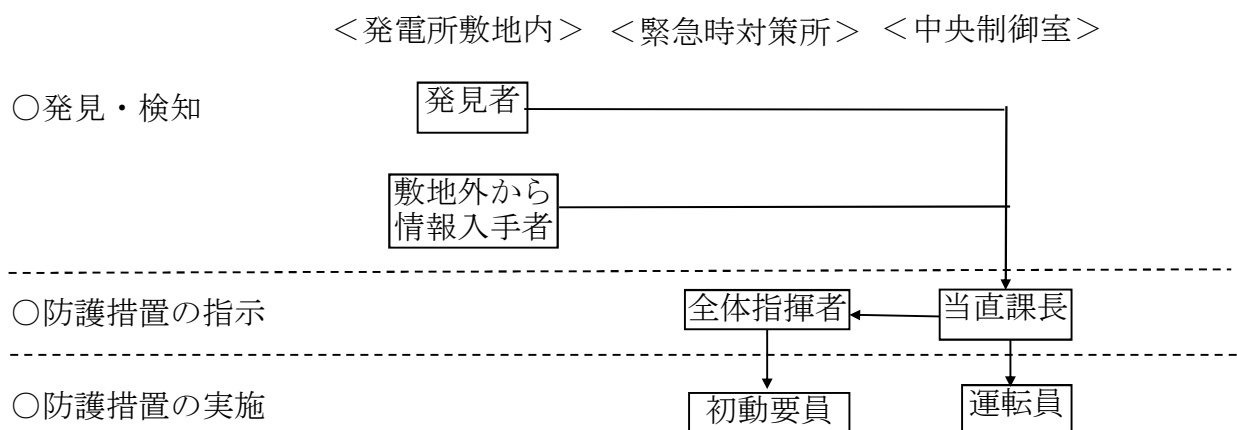 ＜発電所敷地内＞ ＜緊急時対策所＞ ＜中央制御室＞
○発見・検知
発見者
敷地外から
情報入手者
○防護措置の指示
全体指揮者
当直課長
○防護措置の実施
初動要員
運転員